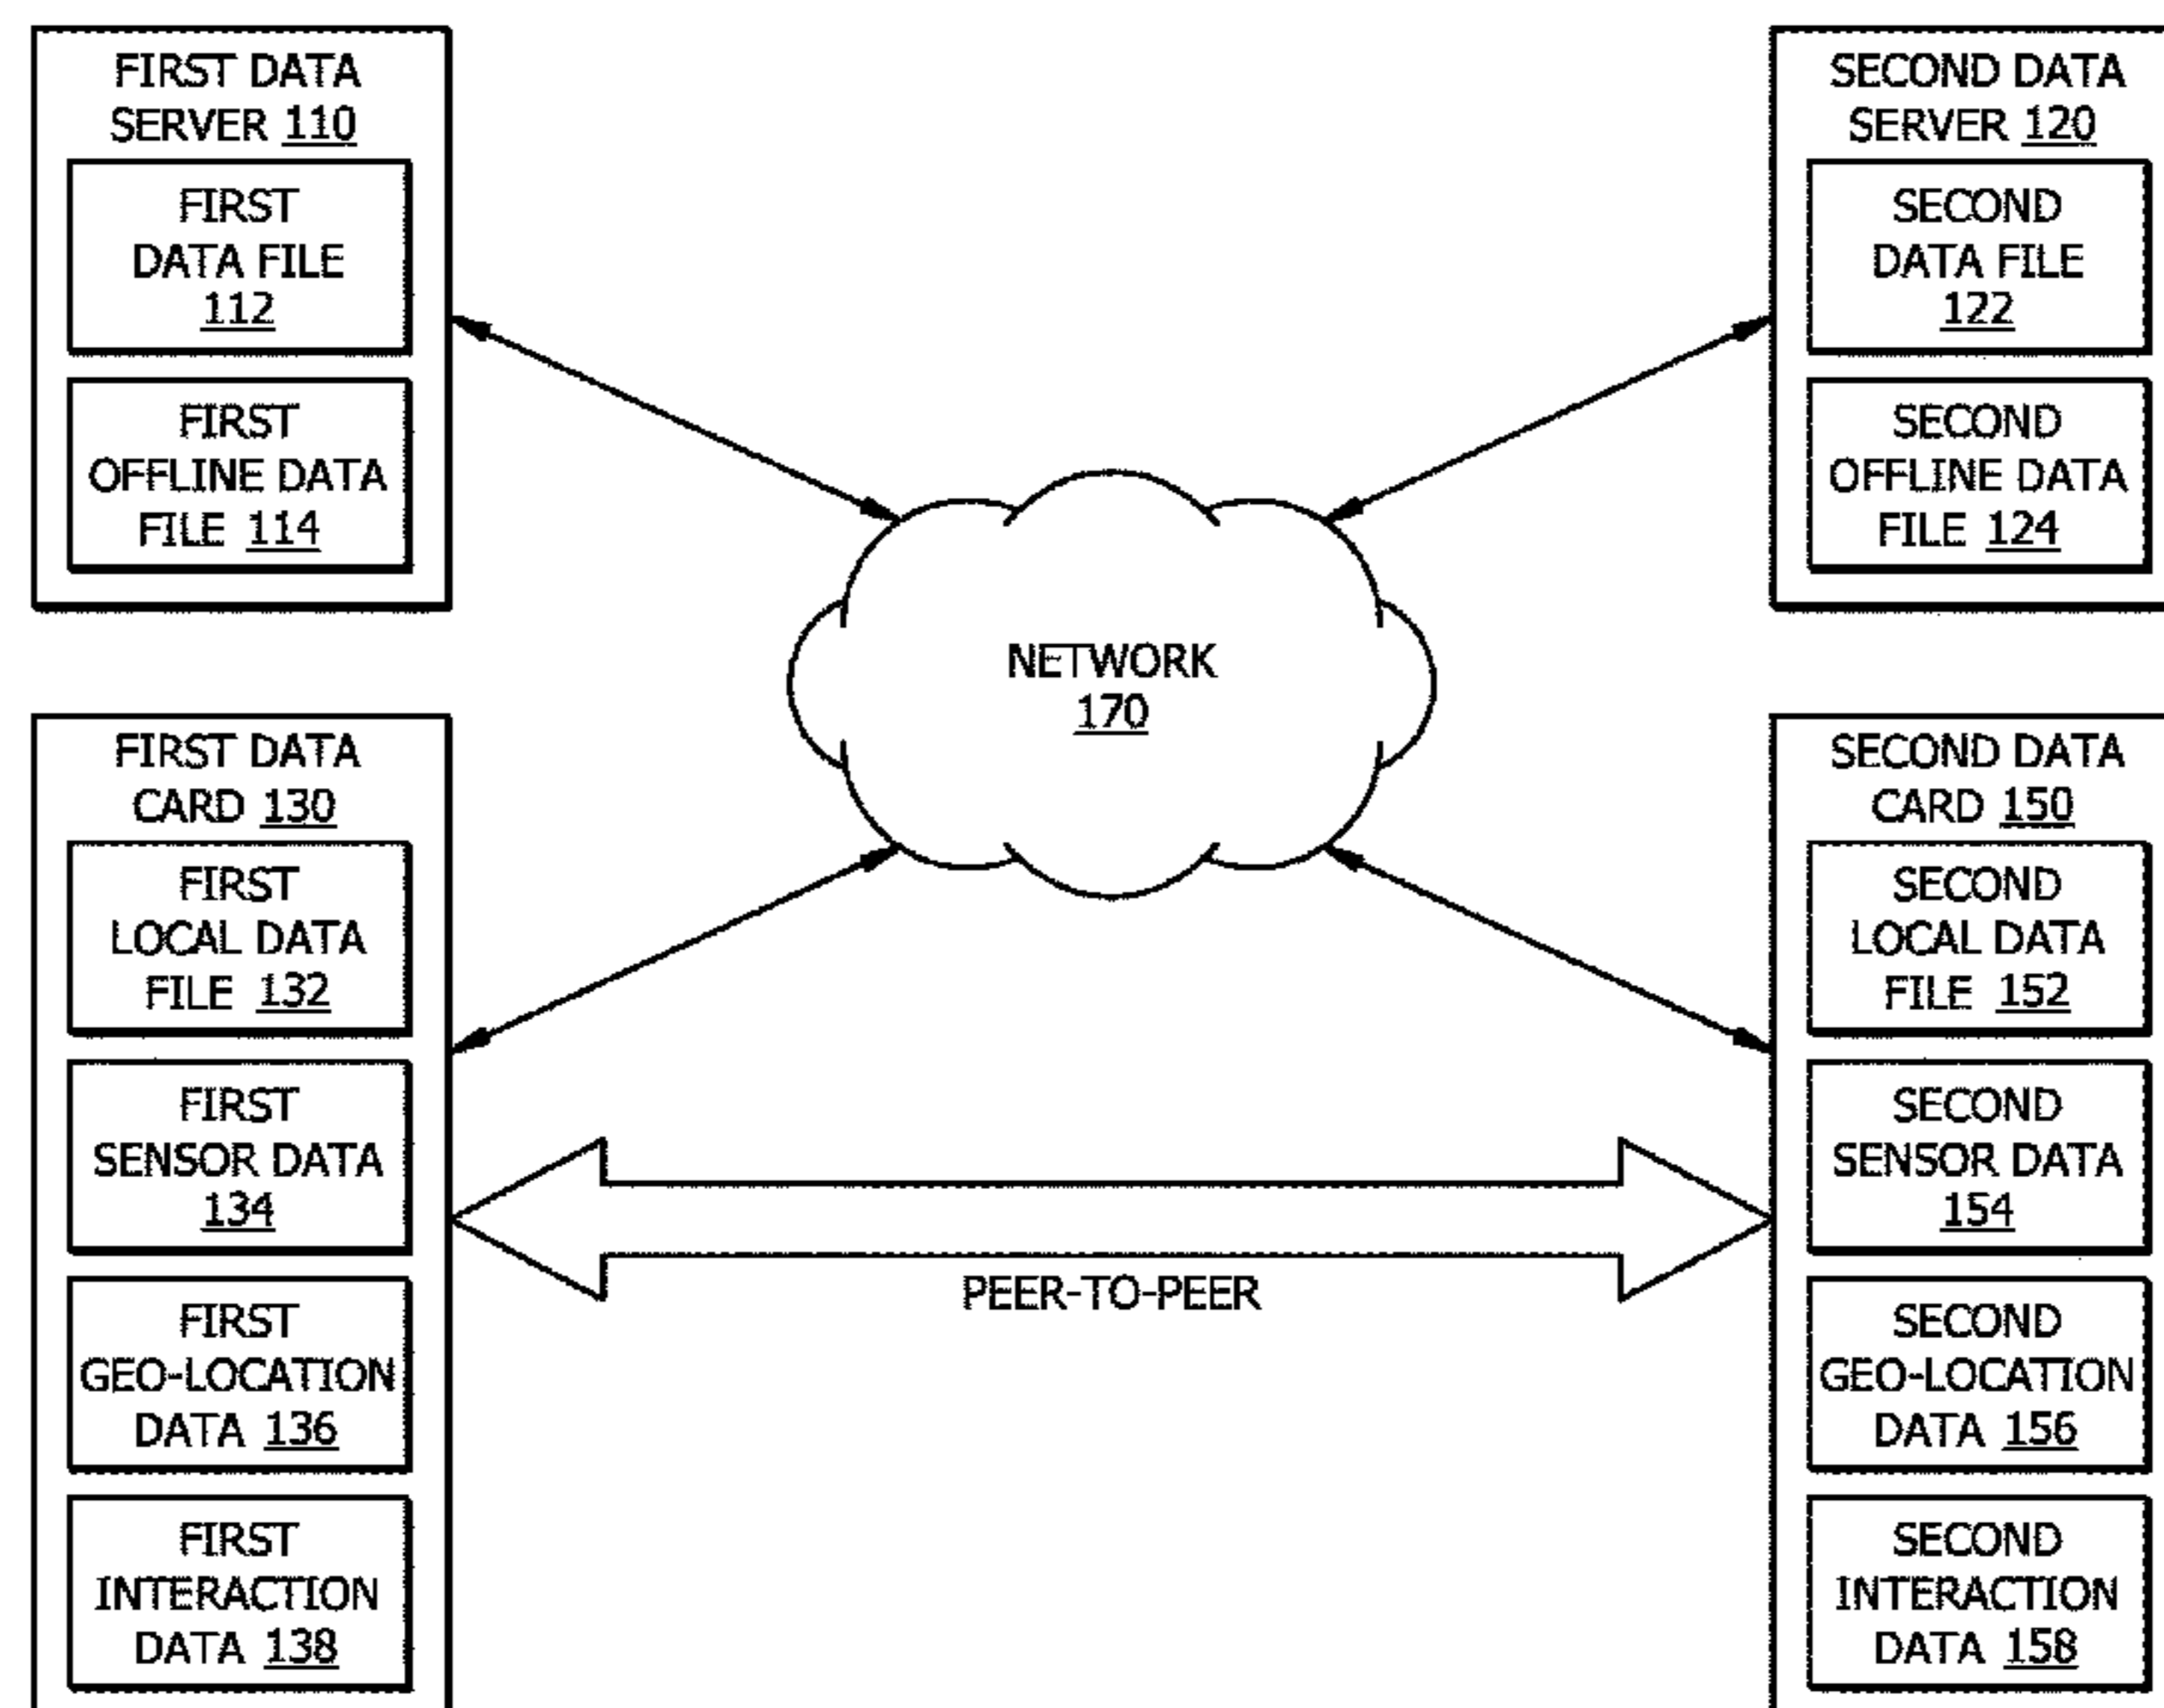 FIRST DATA
SERVER 110
FIRST
DATA FILE
112
FIRST
OFFLINE DATA
FILE 114
SECOND DATA
SERVER 120
SECOND
DATA FILE
122
SECOND
OFFLINE DATA
FILE 124
NETWORK
170
FIRST DATA
CARD 130
FIRST
LOCAL DATA
FILE 132
FIRST
SENSOR DATA
134
FIRST
GEO-LOCATION
DATA 136
FIRST
INTERACTION
DATA 138
PEER-TO-PEER
SECOND DATA
CARD 150
SECOND
LOCAL DATA
FILE 152
SECOND
SENSOR DATA
154
SECOND
GEO-LOCATION
DATA 156
SECOND
INTERACTION
DATA 158